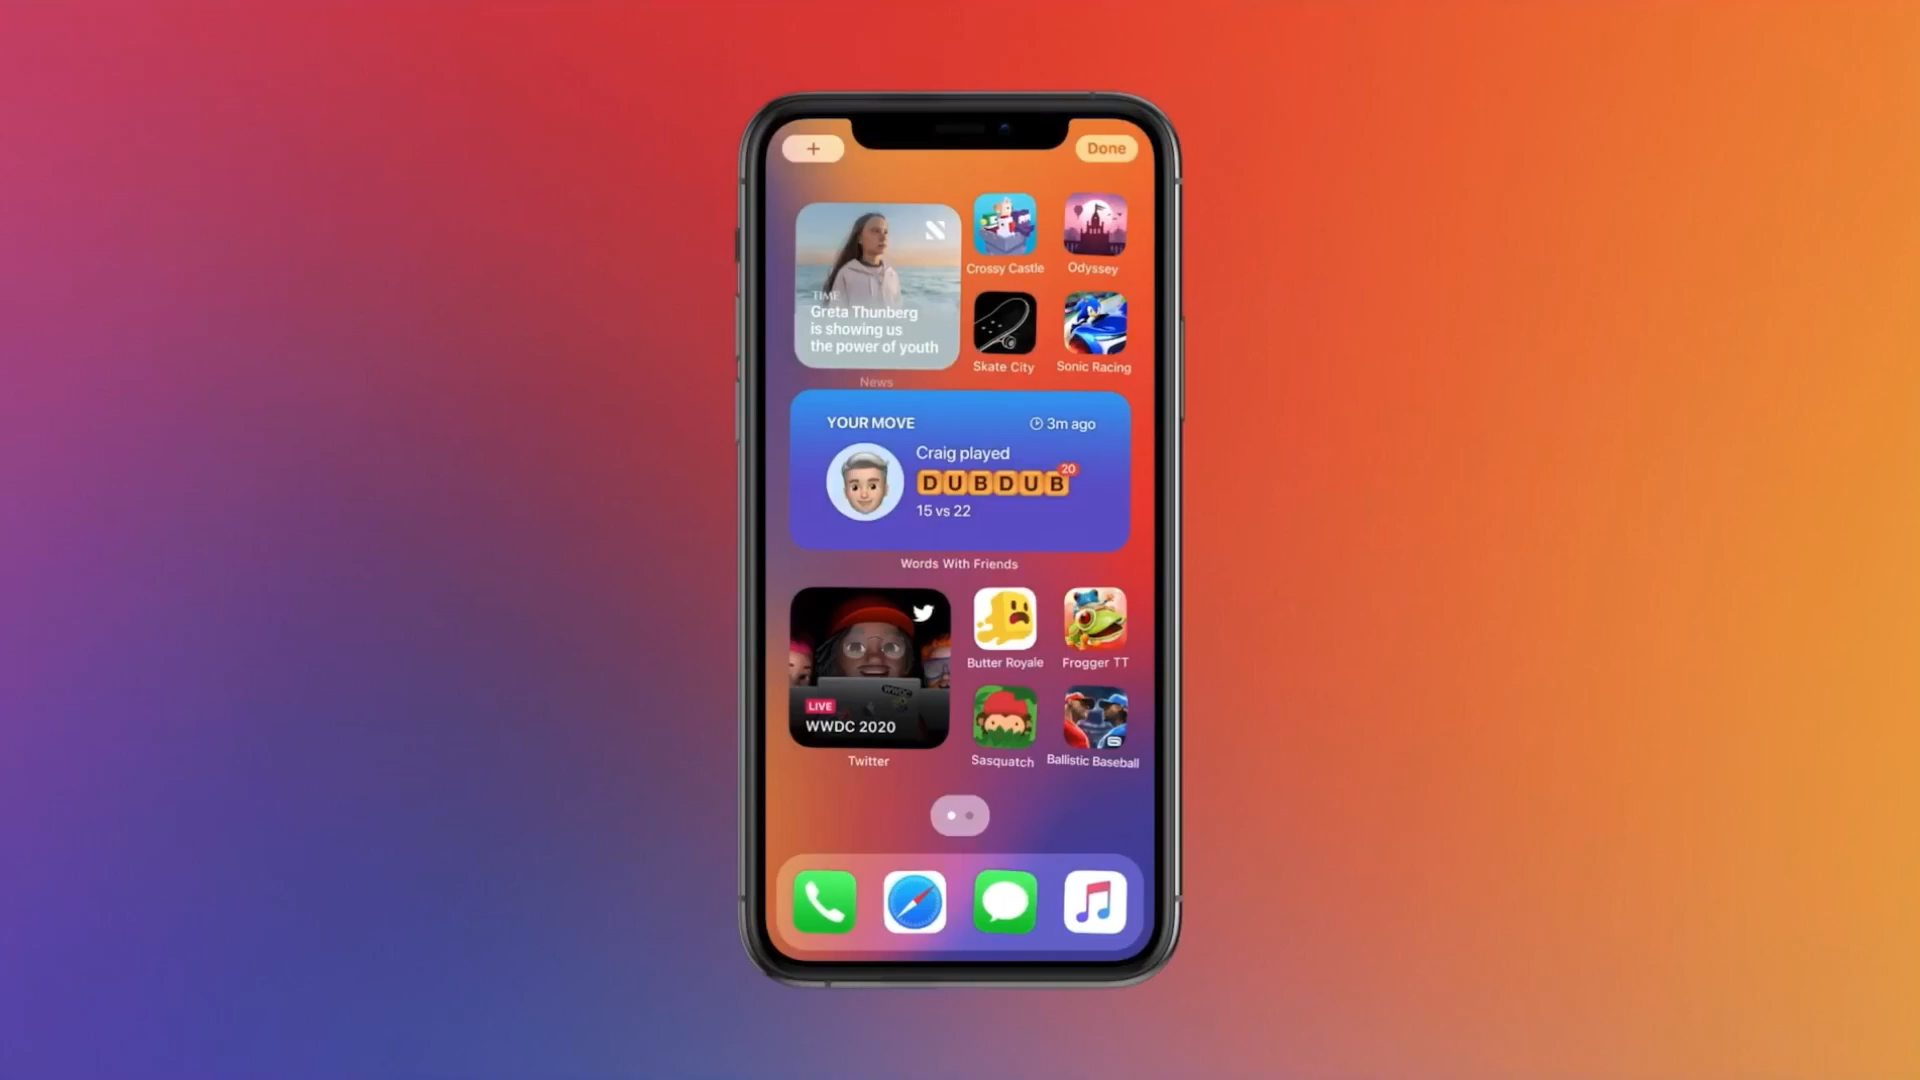 +
Done
TIME
Greta Thunberg
is showing us
the power of youth
News
Crossy Castle
Odyssey
Skate City
Sonic Racing
YOUR MOVE
3m ago
Craig played
DUBDUB
20
15 vs 22
Words With Friends
LIVE
WWDC 2020
Twitter
Butter Royale
Frogger TT
Sasquatch
Ballistic Baseball